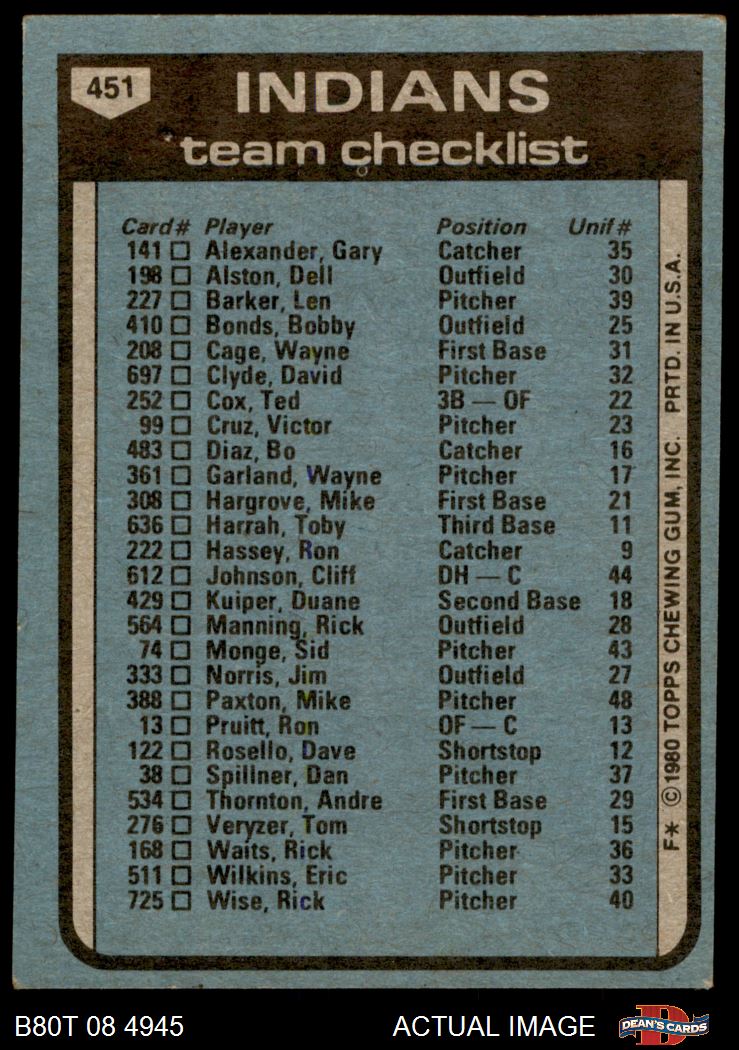 451
INDIANS
team checklist
Card# Player Position Unif#
141 Alexander, Gary Catcher 35
198 Alston, Dell Outfield 30
227 Barker, Len Pitcher 39
410 Bonds, Bobby Outfield 25
208 Cage, Wayne First Base 31
697 Clyde, David Pitcher 32
252 Cox, Ted 3B — OF 22
99 Cruz, Victor Pitcher 23
483 Diaz, Bo Catcher 16
361 Garland, Wayne Pitcher 17
308 Hargrove, Mike First Base 21
636 Harrah, Toby Third Base 11
222 Hassey, Ron Catcher 9
612 Johnson, Cliff DH — C 44
429 Kuiper, Duane Second Base 18
564 Manning, Rick Outfield 28
74 Monge, Sid Pitcher 43
333 Norris, Jim Outfield 27
388 Paxton, Mike Pitcher 48
13 Pruitt, Ron OF — C 13
122 Rosello, Dave Shortstop 12
38 Spillner, Dan Pitcher 37
534 Thornton, Andre First Base 29
276 Veryzer, Tom Shortstop 15
168 Waits, Rick Pitcher 36
511 Wilkins, Eric Pitcher 33
725 Wise, Rick Pitcher 40
F* © 1980 TOPPS CHEWING GUM, INC. PRTD. IN U.S.A.
B80T 08 4945 ACTUAL IMAGE
D
DEAN'S CARDS